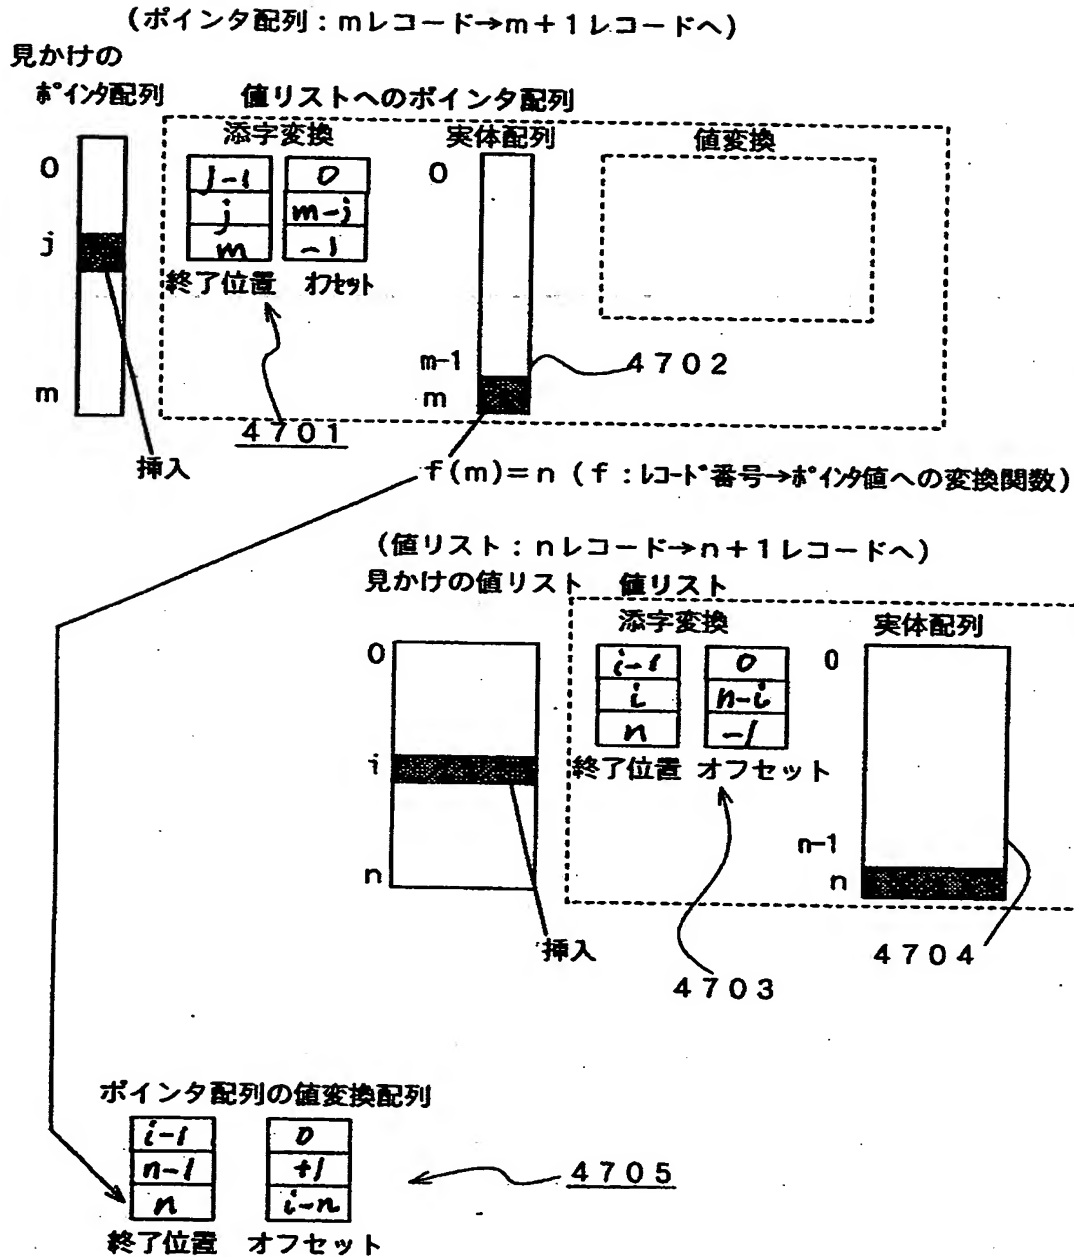 (ポインタ配列:mレコード→m+1レコードへ)
見かけの
ポインタ配列
値リストへのポインタ配列
添字変換
実体配列
値変換
0
j-1
0
0
j
j
m-j
m
-1
終了位置
オフセット
m-1
4702
m
m
4701
挿入
f(m)=n (f:レコード番号→ポインタ値への変換関数)
(値リスト:nレコード→n+1レコードへ)
見かけの値リスト
値リスト
添字変換
実体配列
0
i-1
0
0
i
n-i
n
-1
i
終了位置
オフセット
n-1
n
n
挿入
4704
4703
ポインタ配列の値変換配列
i-1
0
n-1
+1
4705
n
i-n
終了位置
オフセット